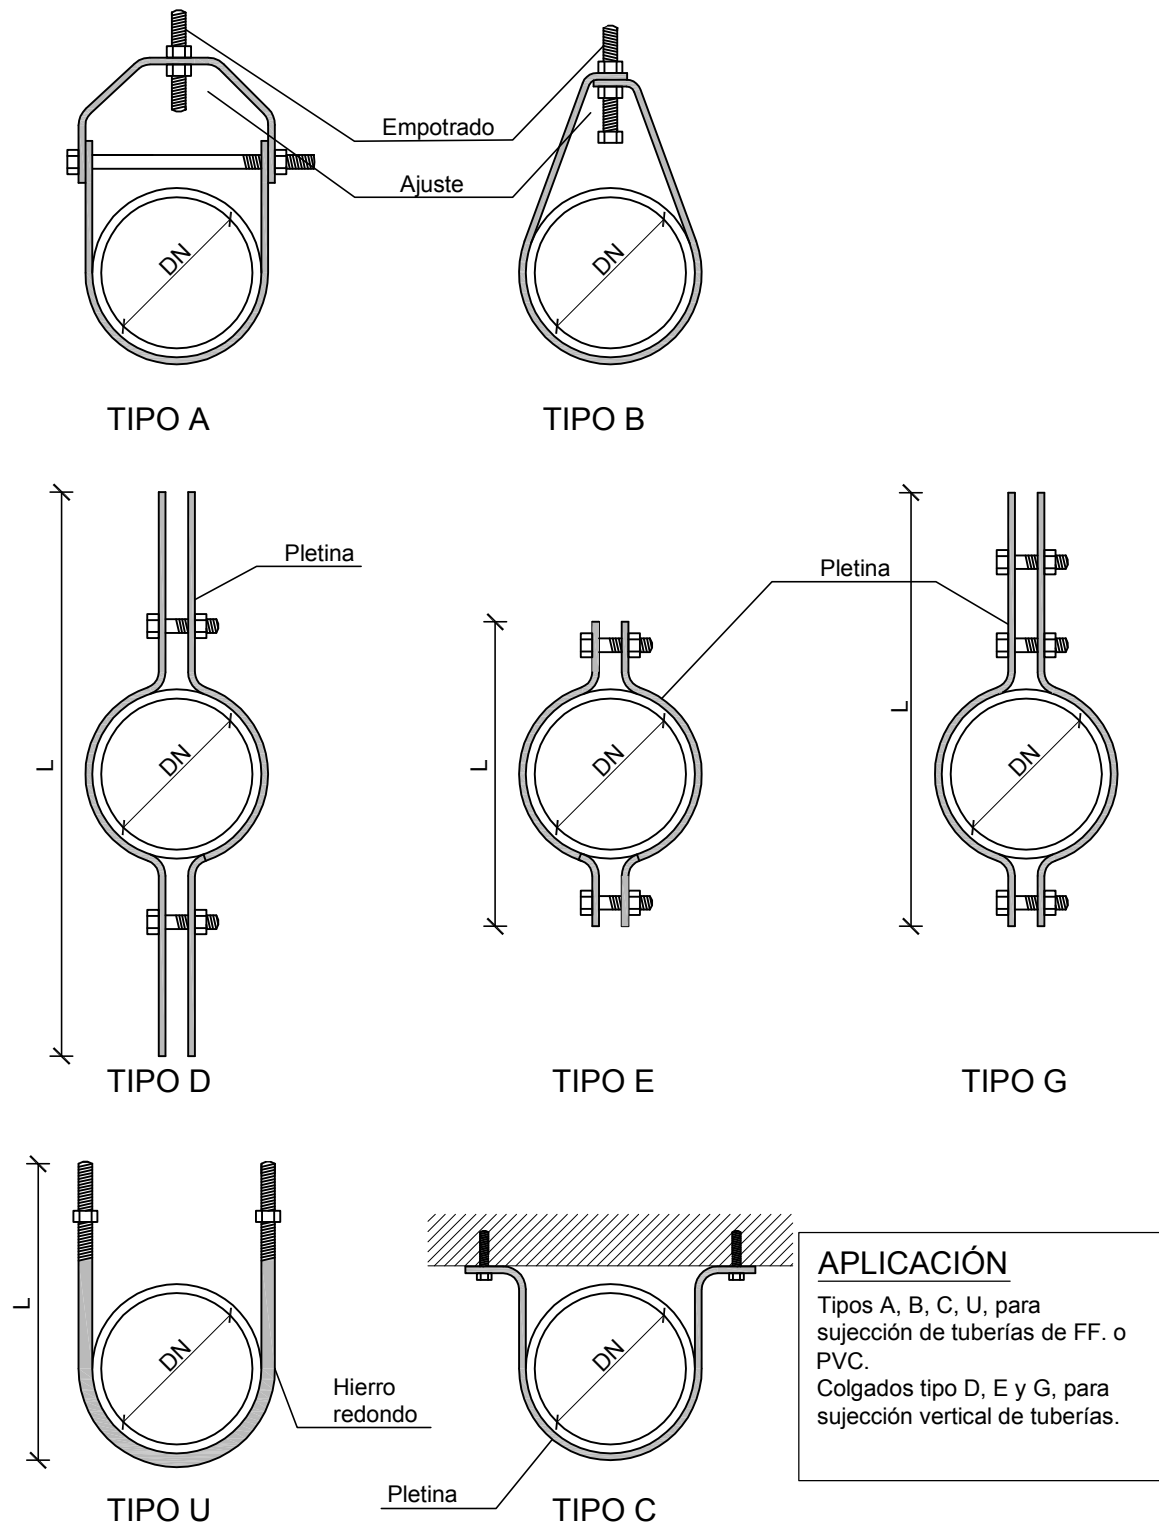 Empotrado
Ajuste
DN
DN
TIPO A
TIPO B
Pletina
Pletina
L
DN
L
DN
L
DN
TIPO D
TIPO E
TIPO G
L
DN
Hierro
redondo
TIPO U
DN
Pletina
TIPO C
APLICACIÓN
Tipos A, B, C, U, para
sujección de tuberías de FF. o
PVC.
Colgados tipo D, E y G, para
sujección vertical de tuberías.